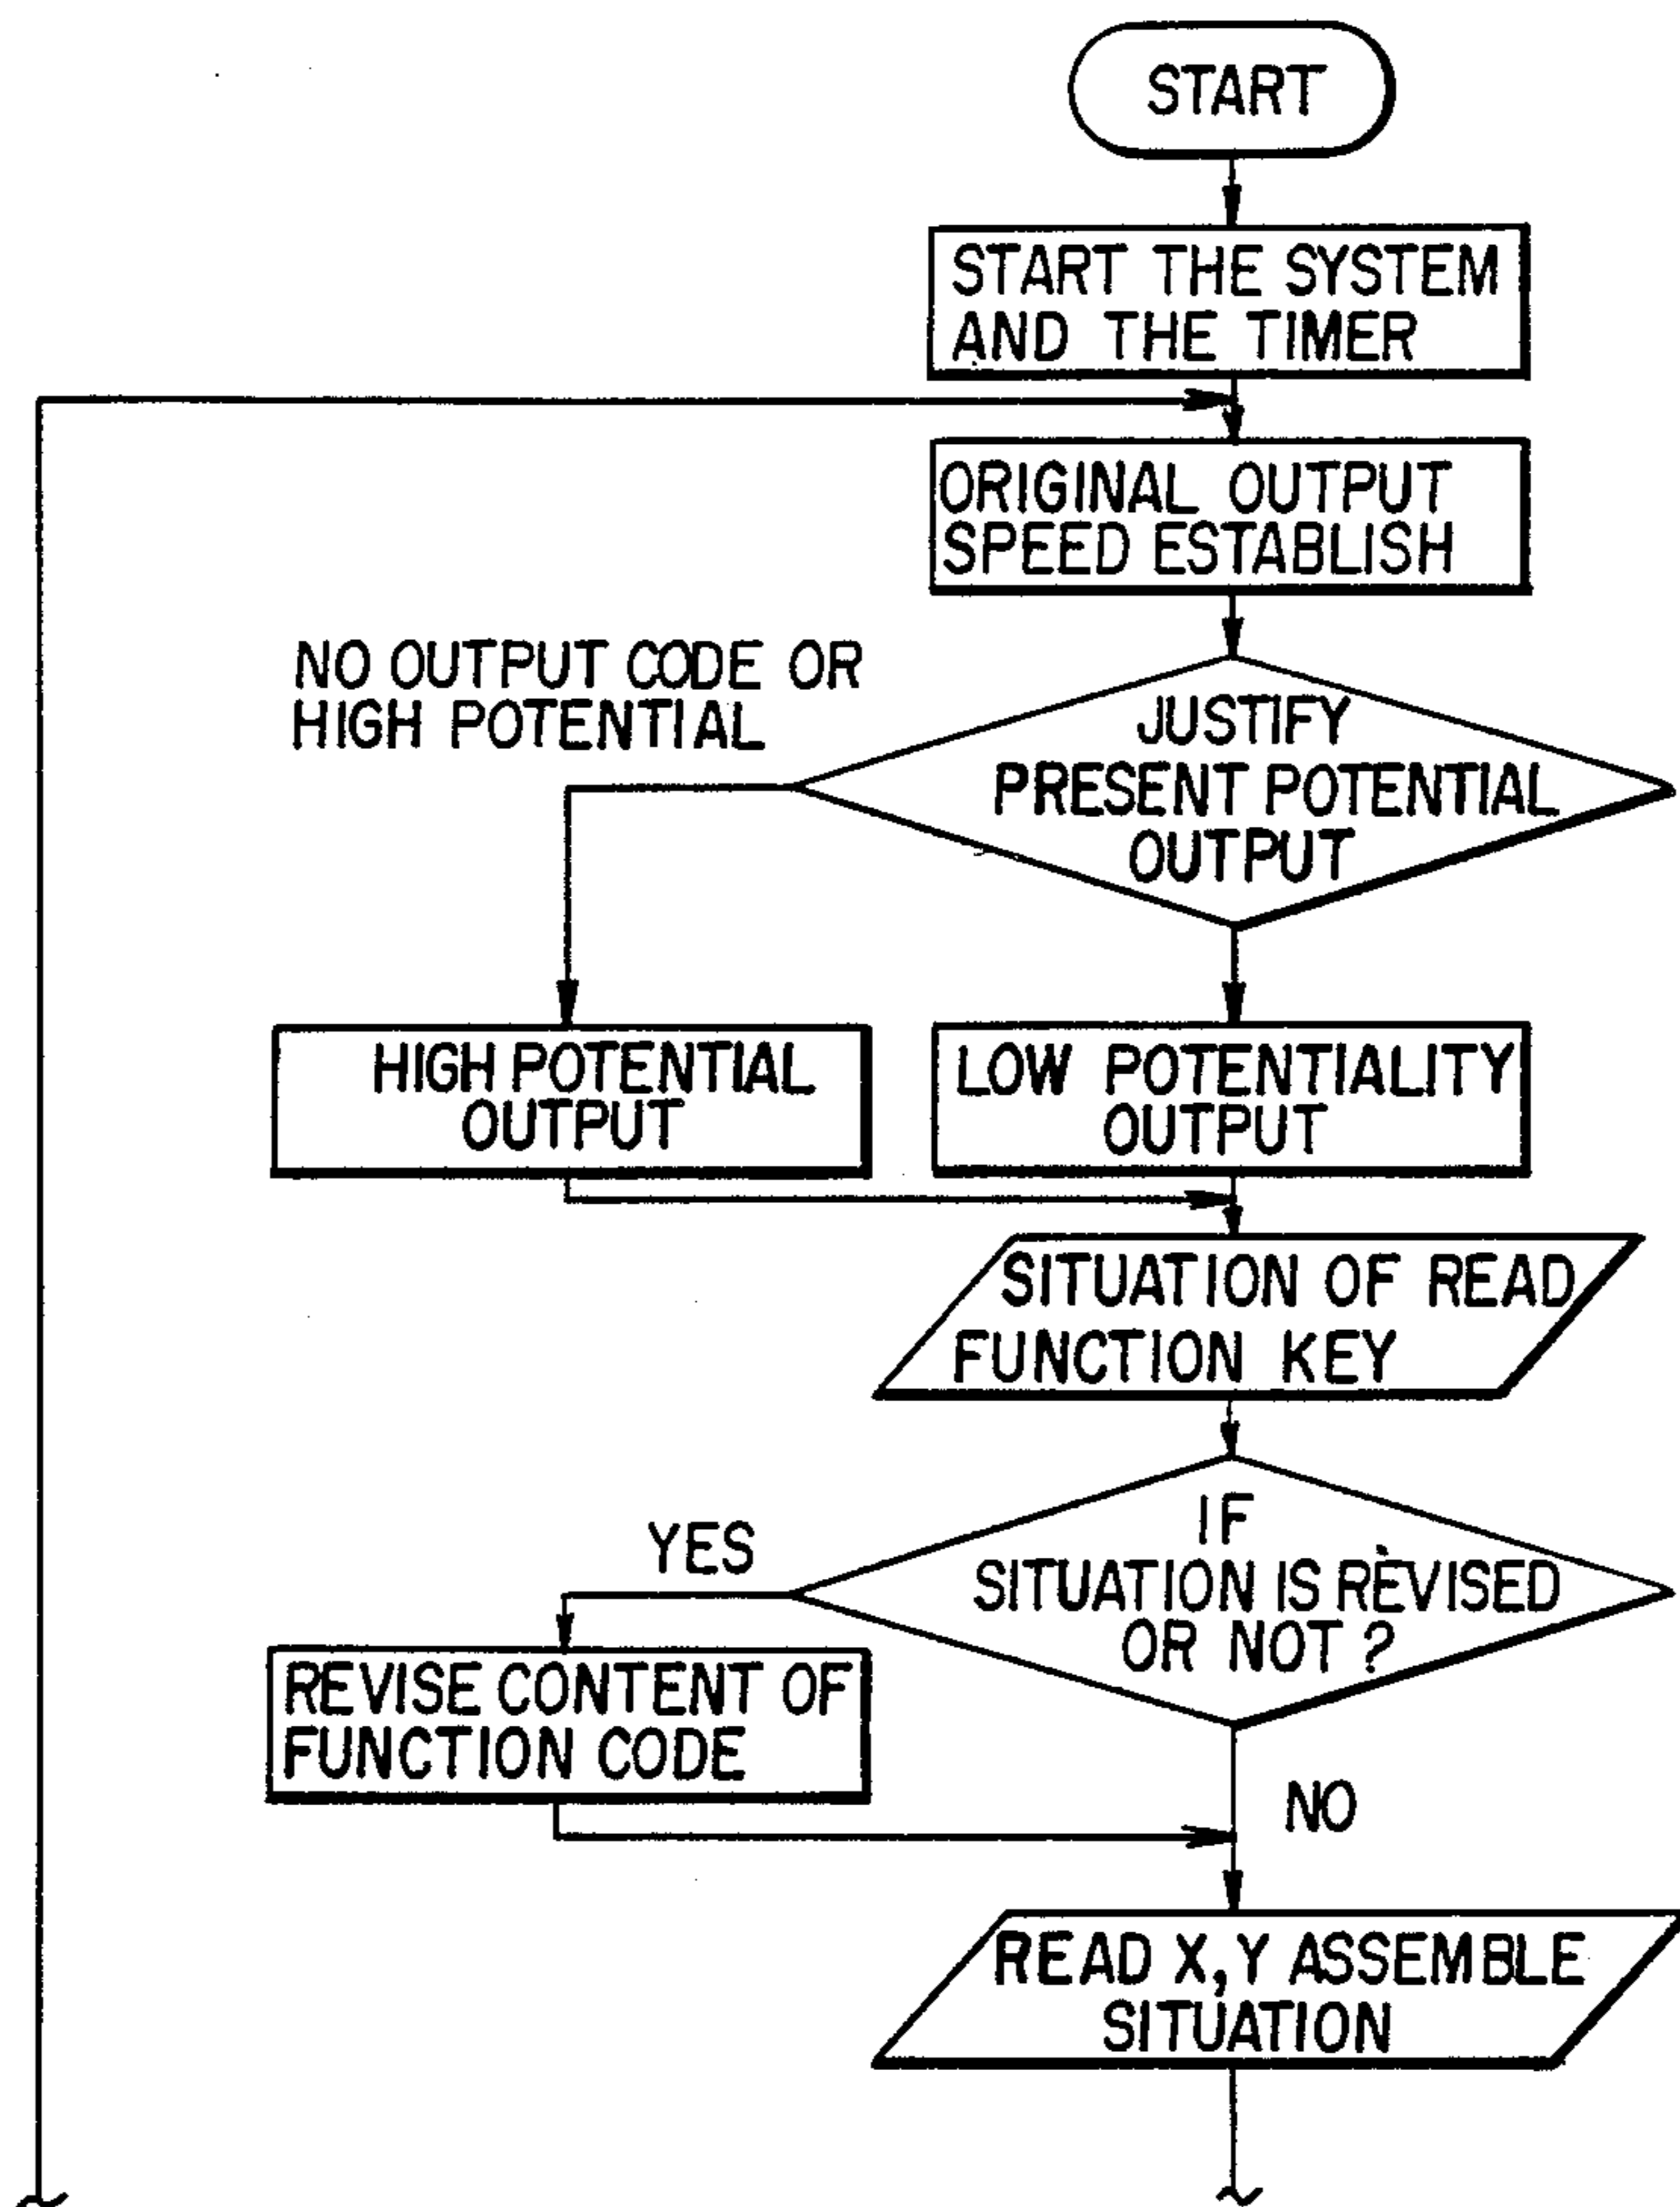 START
START THE SYSTEM
AND THE TIMER
ORIGINAL OUTPUT
SPEED ESTABLISH
NO OUTPUT CODE OR
HIGH POTENTIAL
JUSTIFY
PRESENT POTENTIAL
OUTPUT
HIGH POTENTIAL
OUTPUT
LOW POTENTIALITY
OUTPUT
SITUATION OF READ
FUNCTION KEY
IF
SITUATION IS REVISED
OR NOT ?
YES
REVISE CONTENT OF
FUNCTION CODE
NO
READ X,Y ASSEMBLE
SITUATION